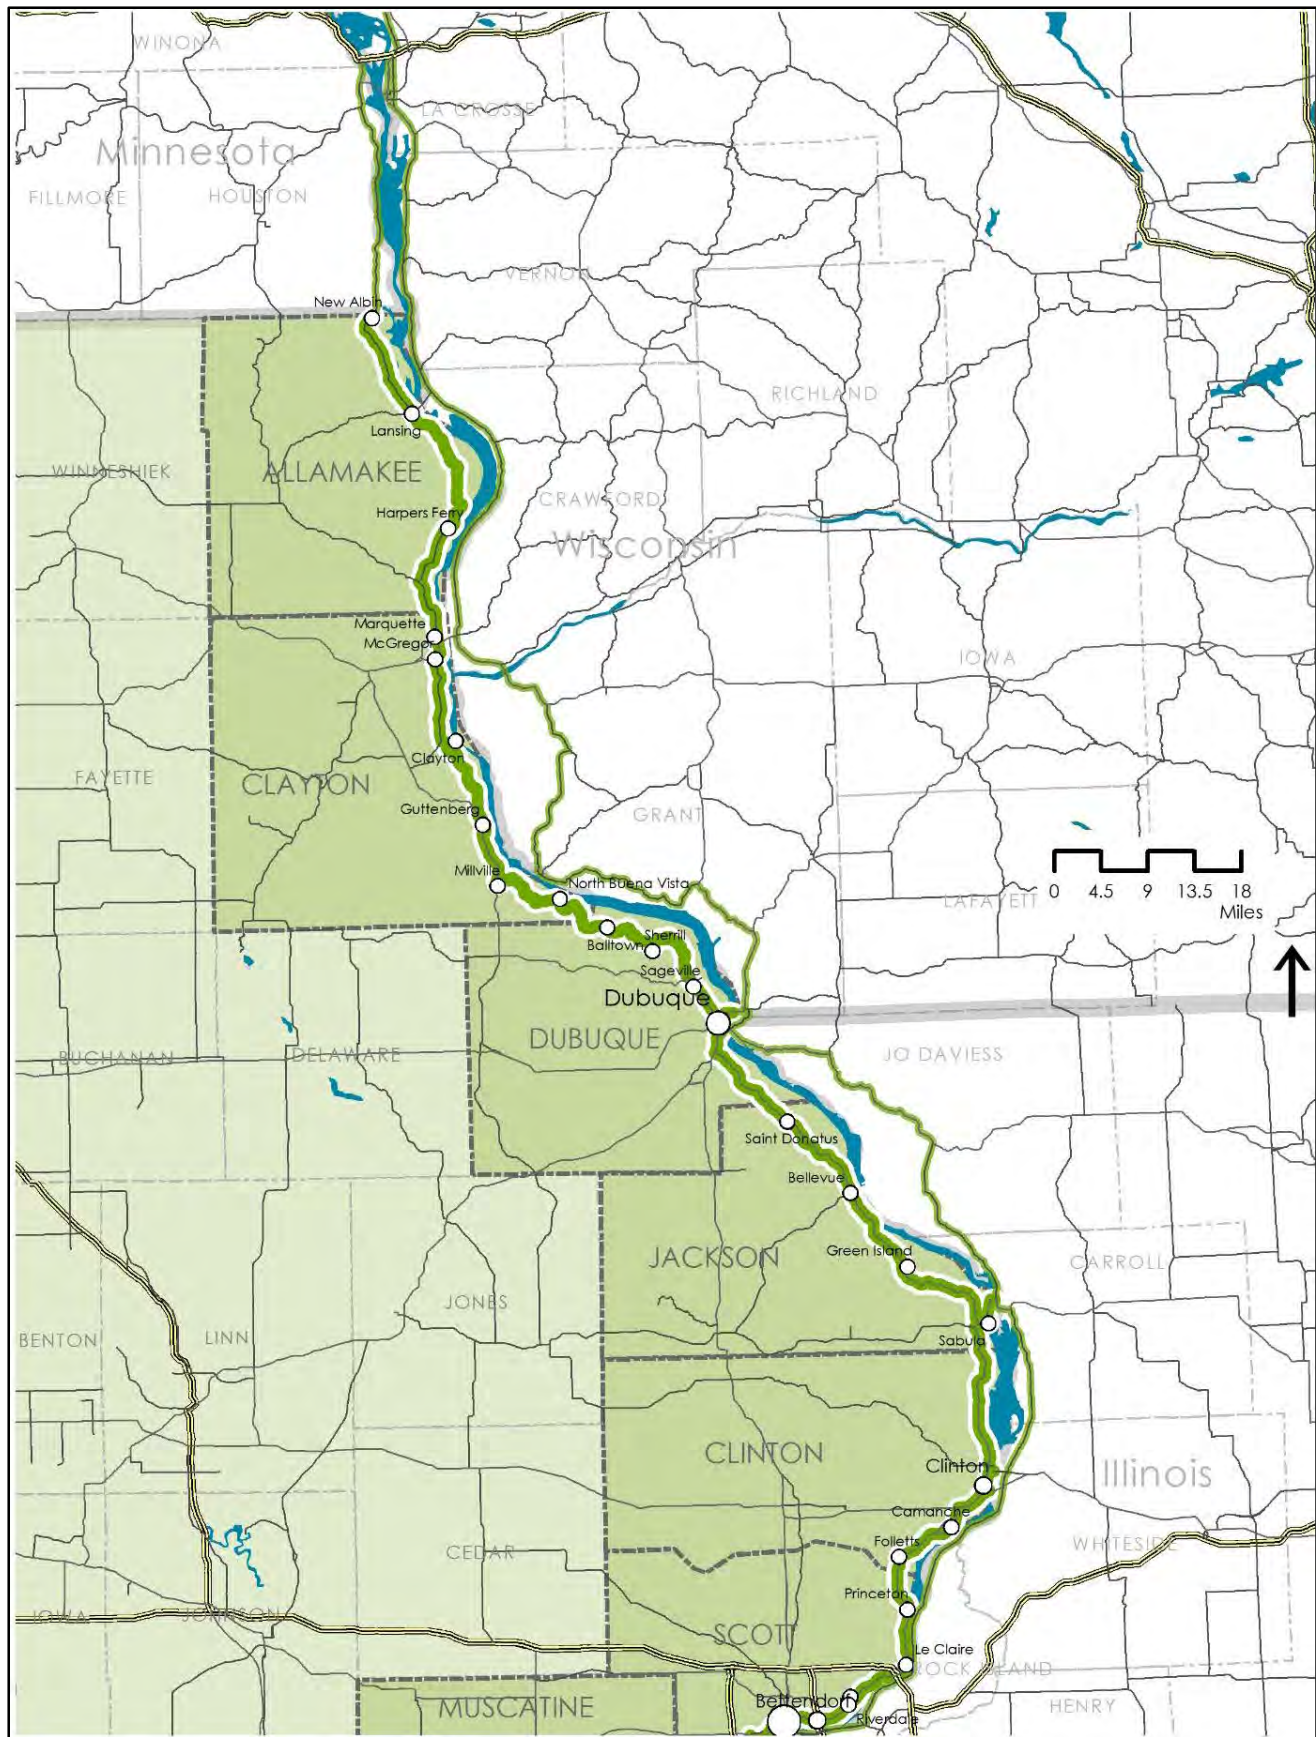 WINONA
LA CROSSE
Minnesota
FILLMORE
HOUSTON
VERNON
New Albin
RICHLAND
Lansing
WINNESHIEK
ALLAMAKEE
CRAWFORD
Harpers Ferry
Wisconsin
Marquette
McGregor
IOWA
Clayton
FAYETTE
CLAYTON
Guttenberg
GRANT
Millville
North Buena Vista
0 4.5 9 13.5 18
Miles
LAFAYETT
Balltown
Sherrill
Sageville
Dubuque
DUBUQUE
BUCHANAN
DELAWARE
JO DAVIESS
Saint Donatus
Bellevue
Green Island
JACKSON
CARROLL
JONES
BENTON
LINN
Sabula
CLINTON
Clinton
Illinois
Camanche
Folletts
CEDAR
WHITESIDE
Princeton
IOWA
JOHNSON
SCOTT
Le Claire
ROCK ISLAND
MUSCATINE
Bettendorf
Riverdale
HENRY